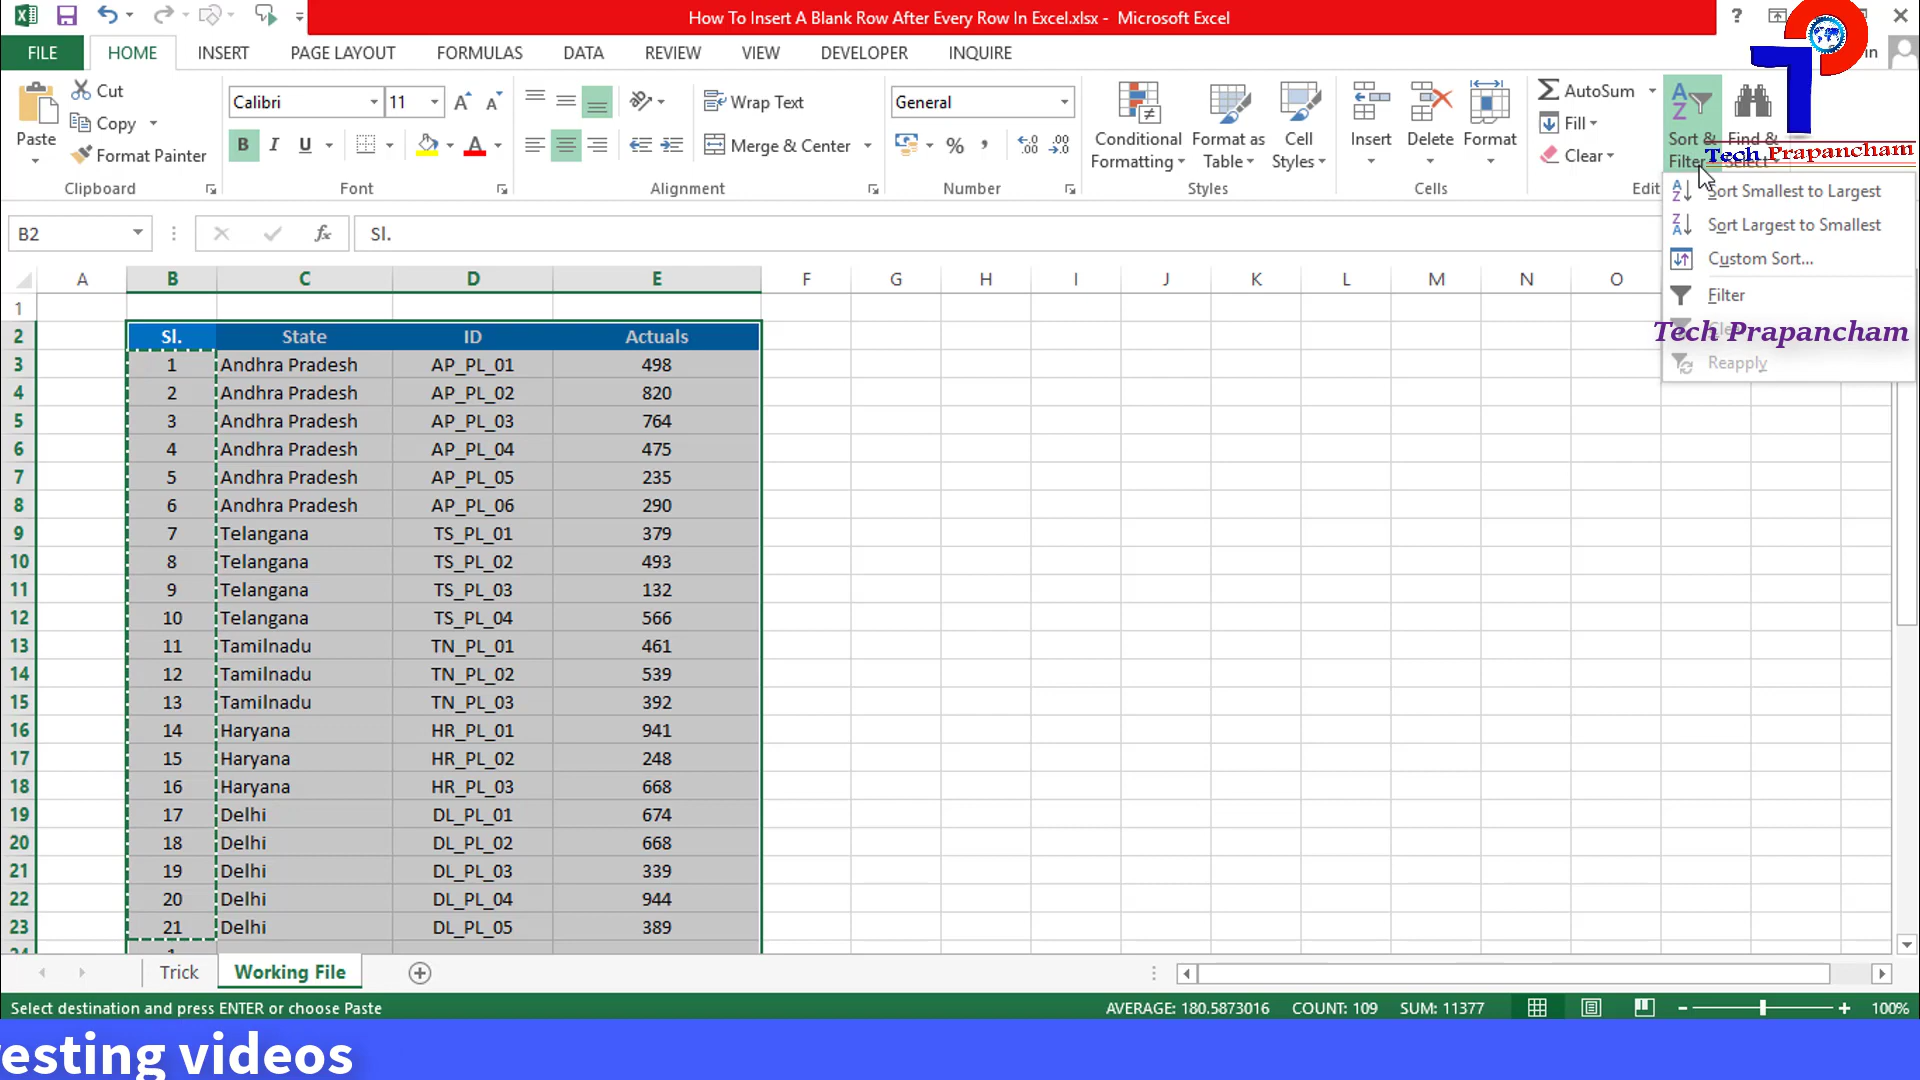 How To Insert A Blank Row After Every Row In Excel.xlsx - Microsoft Excel
?
FILE HOME INSERT PAGE LAYOUT FORMULAS DATA REVIEW VIEW DEVELOPER INQUIRE in
Paste
Cut
Copy
Format Painter
Clipboard
Calibri 11
B I U
Font
Wrap Text
Merge & Center
Alignment
General
%
Number
Conditional Formatting
Format as Table
Cell Styles
Styles
Insert
Delete
Format
Cells
AutoSum
Fill
Clear
Sort & Filter
Find & Select
Tech Prapancham
Sort Smallest to Largest
Sort Largest to Smallest
Custom Sort...
Filter
Reapply
Tech Prapancham
B2 fx Sl.
A B C D E F G H I J K L M N O
1
2 Sl. State ID Actuals
3 1 Andhra Pradesh AP_PL_01 498
4 2 Andhra Pradesh AP_PL_02 820
5 3 Andhra Pradesh AP_PL_03 764
6 4 Andhra Pradesh AP_PL_04 475
7 5 Andhra Pradesh AP_PL_05 235
8 6 Andhra Pradesh AP_PL_06 290
9 7 Telangana TS_PL_01 379
10 8 Telangana TS_PL_02 493
11 9 Telangana TS_PL_03 132
12 10 Telangana TS_PL_04 566
13 11 Tamilnadu TN_PL_01 461
14 12 Tamilnadu TN_PL_02 539
15 13 Tamilnadu TN_PL_03 392
16 14 Haryana HR_PL_01 941
17 15 Haryana HR_PL_02 248
18 16 Haryana HR_PL_03 668
19 17 Delhi DL_PL_01 674
20 18 Delhi DL_PL_02 668
21 19 Delhi DL_PL_03 339
22 20 Delhi DL_PL_04 944
23 21 Delhi DL_PL_05 389
Trick Working File
Select destination and press ENTER or choose Paste AVERAGE: 180.5873016 COUNT: 109 SUM: 11377 100%
esting videos